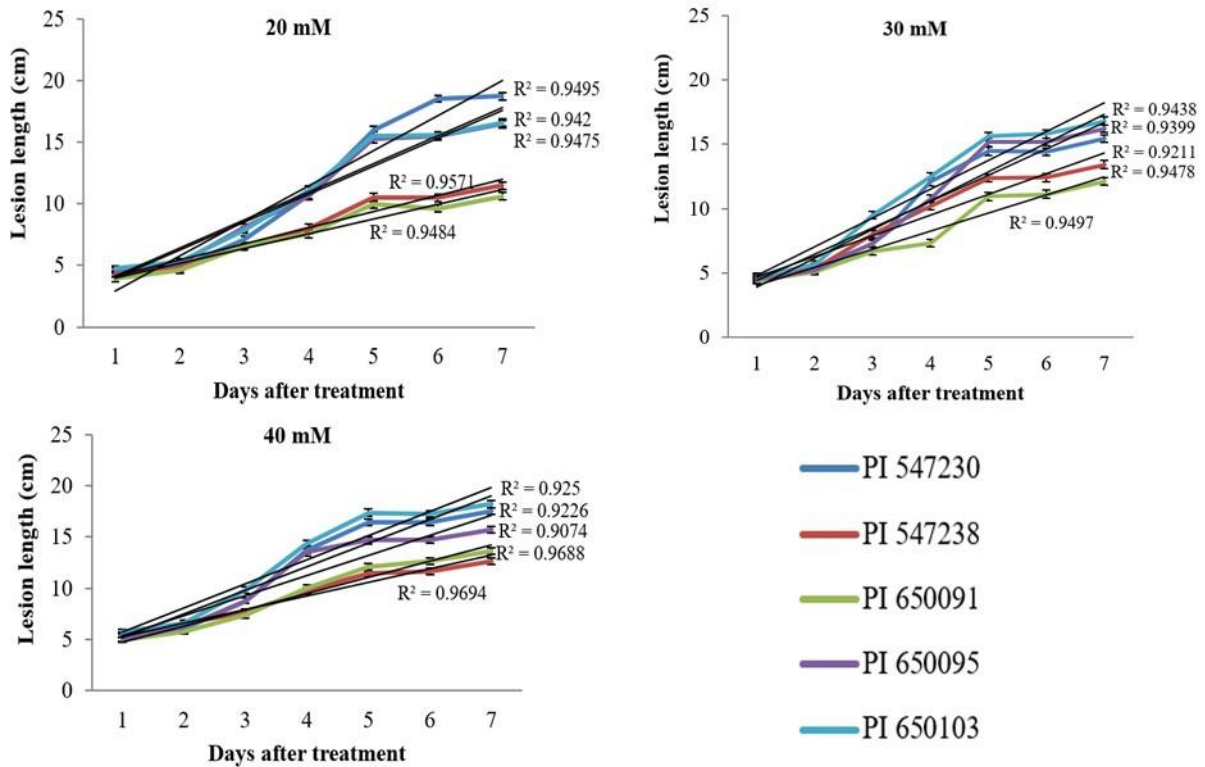 20 mM
Lesion length (cm)
25
20
15
10
5
0
R² = 0.9495
R² = 0.942
R² = 0.9475
R² = 0.9571
R² = 0.9484
1 2 3 4 5 6 7
Days after treatment
30 mM
Lesion length (cm)
25
20
15
10
5
0
R² = 0.9438
R² = 0.9399
R² = 0.9211
R² = 0.9478
R² = 0.9497
1 2 3 4 5 6 7
Days after treatment
40 mM
Lesion length (cm)
25
20
15
10
5
0
R² = 0.925
R² = 0.9226
R² = 0.9074
R² = 0.9688
R² = 0.9694
1 2 3 4 5 6 7
Days after treatment
PI 547230
PI 547238
PI 650091
PI 650095
PI 650103